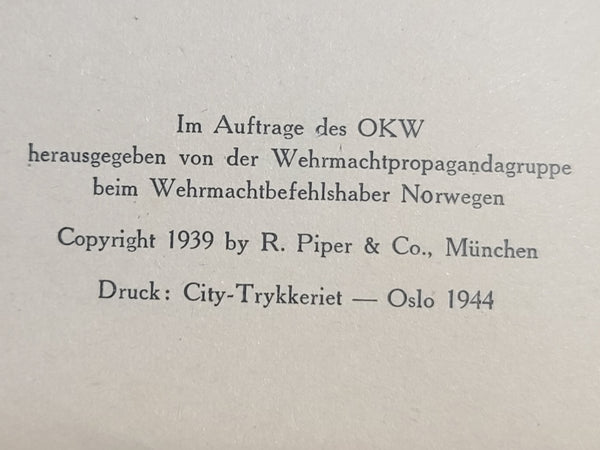 Im Auftrage des OKW
herausgegeben von der Wehrmachtpropagandagruppe
beim Wehrmachtbefehlshaber Norwegen
Copyright 1939 by R. Piper & Co., München
Druck: City-Trykkeriet — Oslo 1944